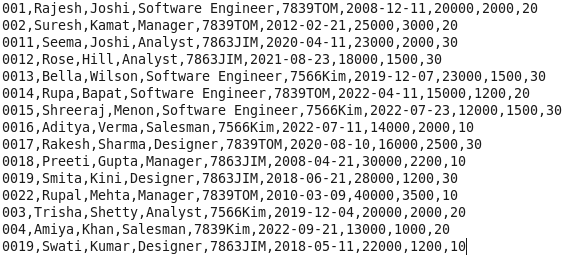 001,Rajesh,Joshi,Software Engineer,7839TOM,2008-12-11,20000,2000,20
002,Suresh,Kamat,Manager,7839TOM,2012-02-21,25000,3000,20
0011,Seema,Joshi,Analyst,7863JIM,2020-04-11,23000,2000,30
0012,Rose,Hill,Analyst,7863JIM,2021-08-23,18000,1500,30
0013,Bella,Wilson,Software Engineer,7566Kim,2019-12-07,23000,1500,30
0014,Rupa,Bapat,Software Engineer,7839TOM,2022-04-11,15000,1200,20
0015,Shreeraj,Menon,Software Engineer,7566Kim,2022-07-23,12000,1500,30
0016,Aditya,Verma,Salesman,7566Kim,2022-07-11,14000,2000,10
0017,Rakesh,Sharma,Designer,7839TOM,2020-08-10,16000,2500,30
0018,Preeti,Gupta,Manager,7863JIM,2008-04-21,30000,2200,10
0019,Smita,Kini,Designer,7863JIM,2018-06-21,28000,1200,30
0022,Rupal,Mehta,Manager,7839TOM,2010-03-09,40000,3500,10
003,Trisha,Shetty,Analyst,7566Kim,2019-12-04,20000,2000,20
004,Amiya,Khan,Salesman,7839Kim,2022-09-21,13000,1000,20
0019,Swati,Kumar,Designer,7863JIM,2018-05-11,22000,1200,10